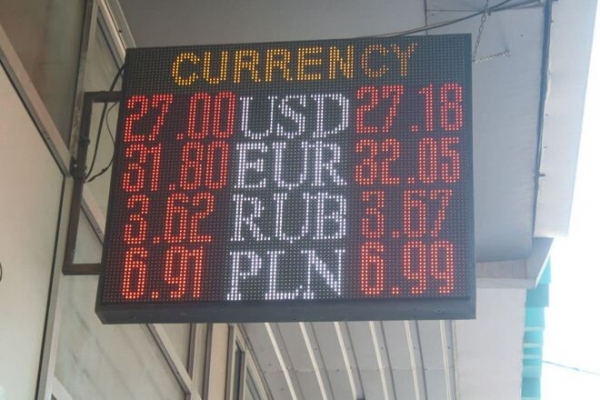 CURRENCY
27.00 USD 27.18
31.80 EUR 32.05
3.62 RUB 3.67
6.91 PLN 6.99